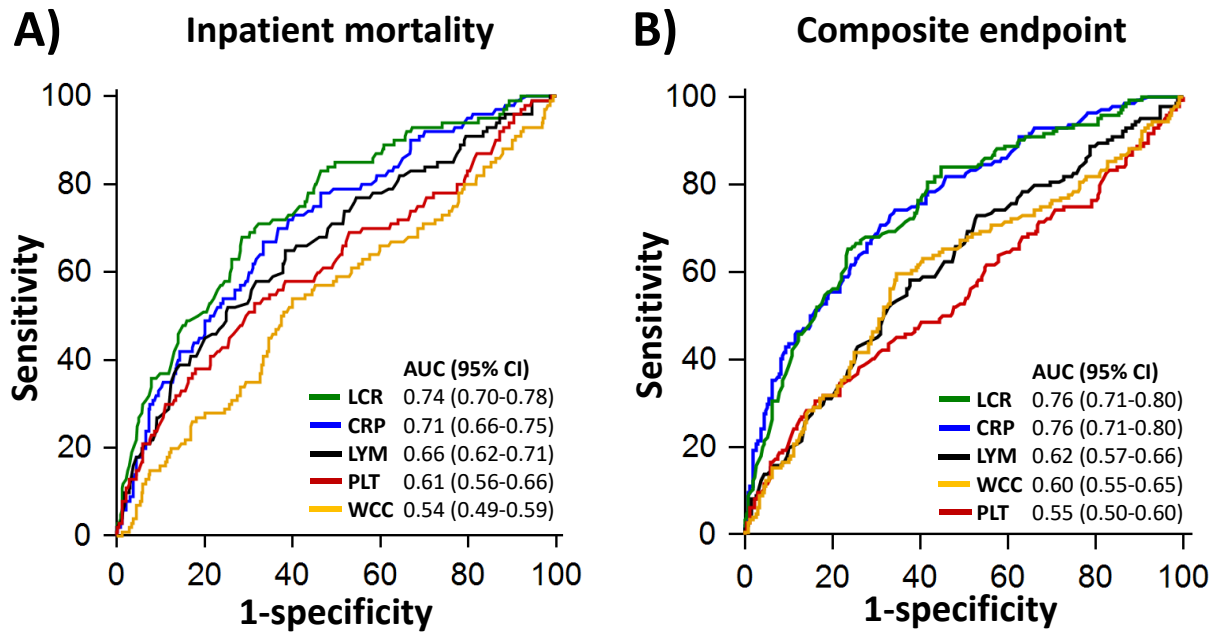 A) Inpatient mortality
Sensitivity
100
80
60
40
20
0
AUC (95% CI)
LCR 0.74 (0.70-0.78)
CRP 0.71 (0.66-0.75)
LYM 0.66 (0.62-0.71)
PLT 0.61 (0.56-0.66)
WCC 0.54 (0.49-0.59)
0 20 40 60 80 100
1-specificity
B) Composite endpoint
Sensitivity
100
80
60
40
20
0
AUC (95% CI)
LCR 0.76 (0.71-0.80)
CRP 0.76 (0.71-0.80)
LYM 0.62 (0.57-0.66)
WCC 0.60 (0.55-0.65)
PLT 0.55 (0.50-0.60)
0 20 40 60 80 100
1-specificity